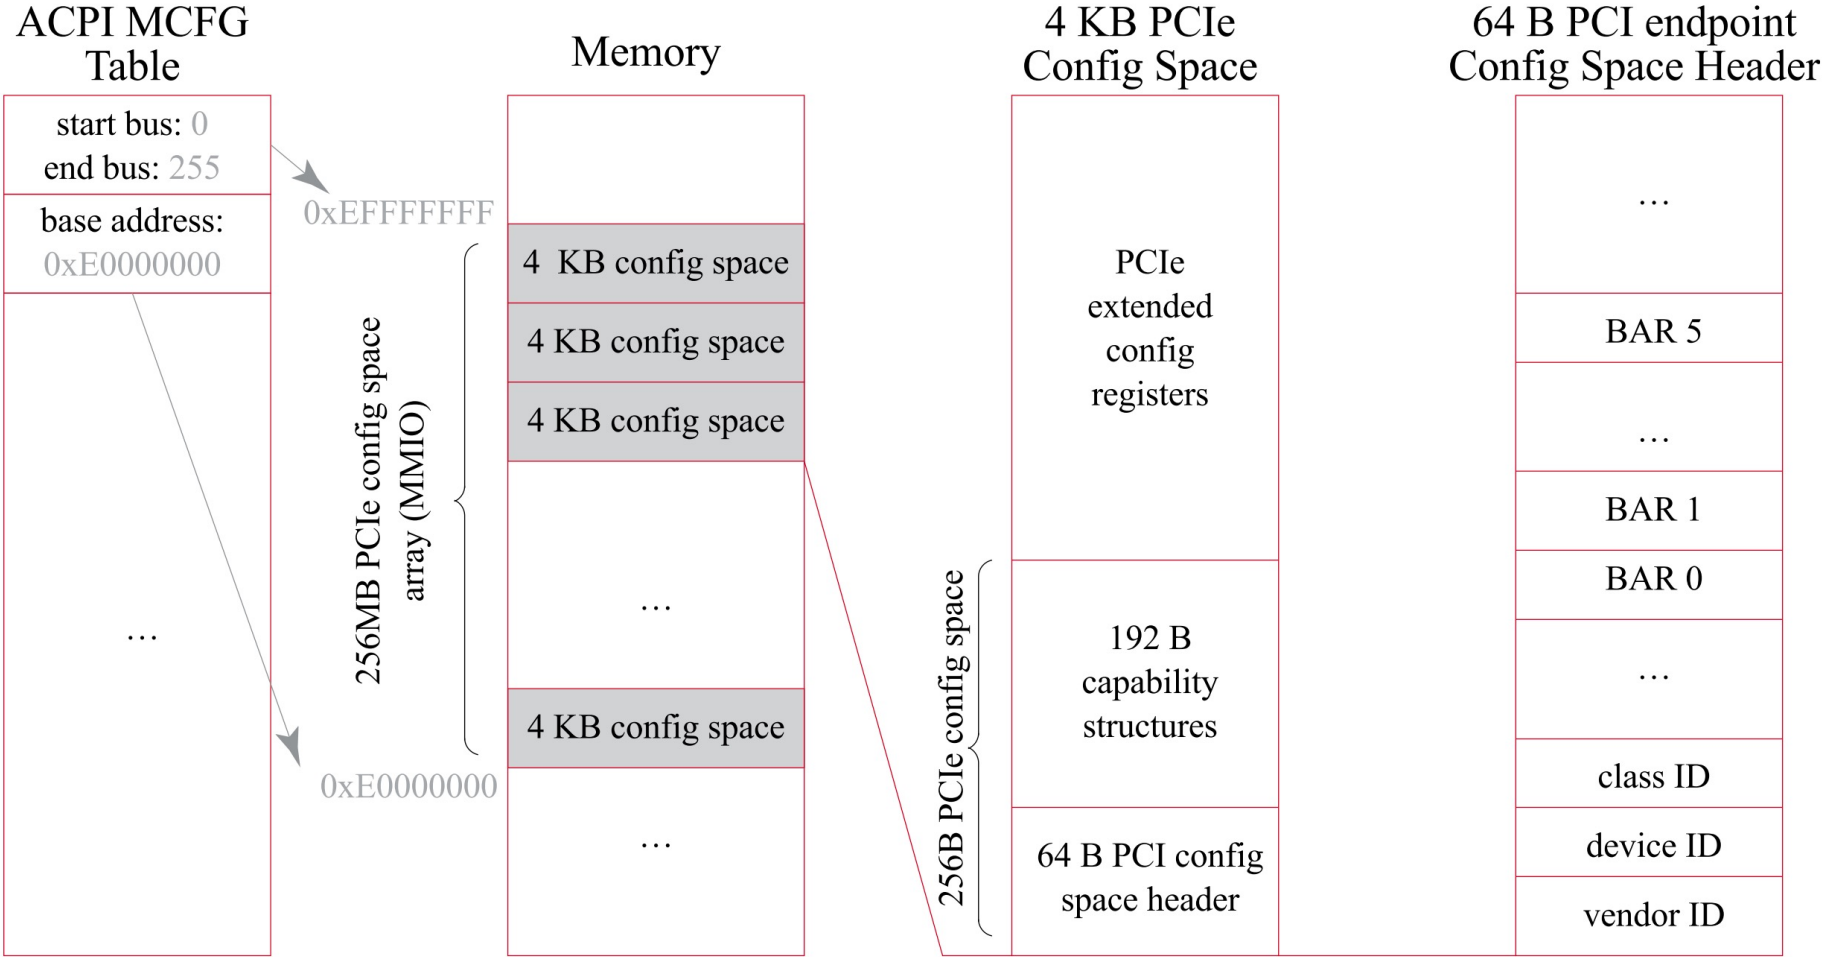 ACPI MCFG
Table
start bus: 0
end bus: 255
base address:
0xE0000000
…
0xEFFFFFFF
256MB PCIe config space
array (MMIO)
0xE0000000
Memory
4 KB config space
4 KB config space
4 KB config space
…
4 KB config space
…
4 KB PCIe
Config Space
PCIe
extended
config
registers
256B PCIe config space
192 B
capability
structures
64 B PCI config
space header
64 B PCI endpoint
Config Space Header
…
BAR 5
…
BAR 1
BAR 0
…
class ID
device ID
vendor ID